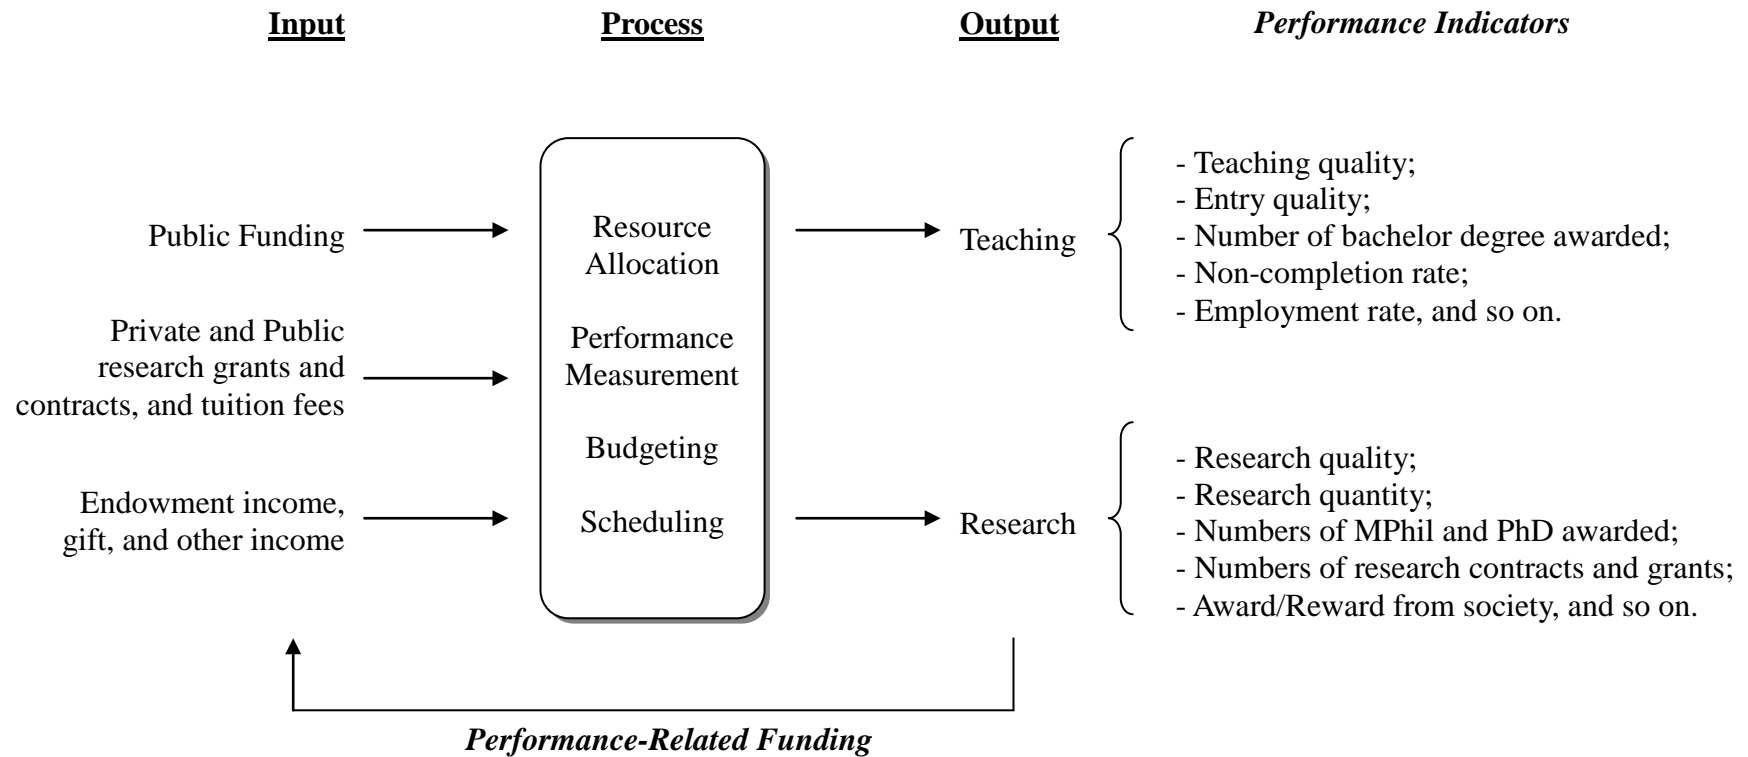 Input
Process
Output
Performance Indicators
Public Funding
Private and Public
research grants and
contracts, and tuition fees
Endowment income,
gift, and other income
Resource
Allocation
Performance
Measurement
Budgeting
Scheduling
Teaching
- Teaching quality;
- Entry quality;
- Number of bachelor degree awarded;
- Non-completion rate;
- Employment rate, and so on.
Research
- Research quality;
- Research quantity;
- Numbers of MPhil and PhD awarded;
- Numbers of research contracts and grants;
- Award/Reward from society, and so on.
Performance-Related Funding